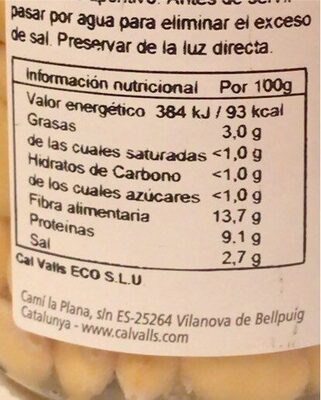 pasar por agua para eliminar el exceso
de sal. Preservar de la luz directa.
Información nutricional Por 100g
Valor energético 384 kJ / 93 kcal
Grasas 3,0 g
de las cuales saturadas <1,0 g
Hidratos de Carbono <1,0 g
de los cuales azúcares <1,0 g
Fibra alimentaria 13,7 g
Proteinas 9.1 g
Sal 2,7 g
Cal Valls ECO S.L.U
Camí la Plana, s/n ES-25264 Vilanova de Bellpuig
Catalunya - www.calvalls.com